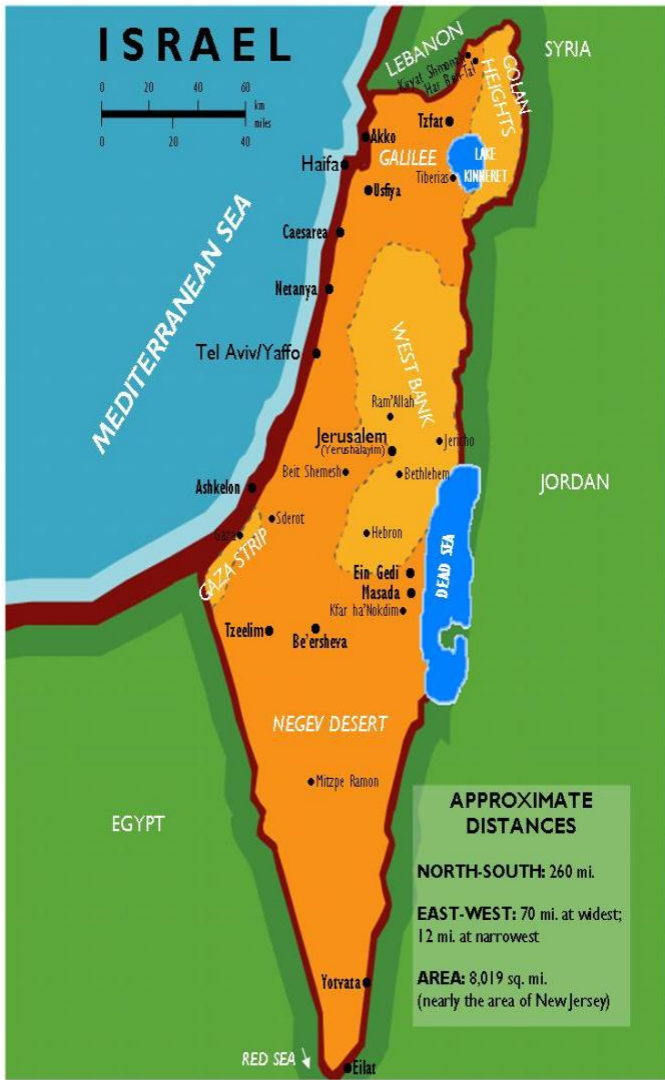 ISRAEL
0 20 40 60
km
miles
0 20 40
LEBANON
SYRIA
GOLAN
HEIGHTS
Tzfat
Akko
GALILEE
LAKE
KINNERET
Haifa
Tiberias
Usfiya
MEDITERRANEAN SEA
Caesarea
Netanya
WEST BANK
Tel Aviv/Yaffo
Ram'Allah
Jerusalem
(Yerushalayim)
Jericho
Beit Shemesh
Bethlehem
JORDAN
Ashkelon
Sderot
Gaza
Hebron
GAZA STRIP
DEAD SEA
Ein Gedi
Masada
Kfar ha'Nokdim
Tzeelim
Be'ersheva
NEGEV DESERT
Mitzpe Ramon
EGYPT
APPROXIMATE
DISTANCES
NORTH-SOUTH: 260 mi.
EAST-WEST: 70 mi. at widest;
12 mi. at narrowest
AREA: 8,019 sq. mi.
(nearly the area of New Jersey)
Yotvata
RED SEA
Eilat